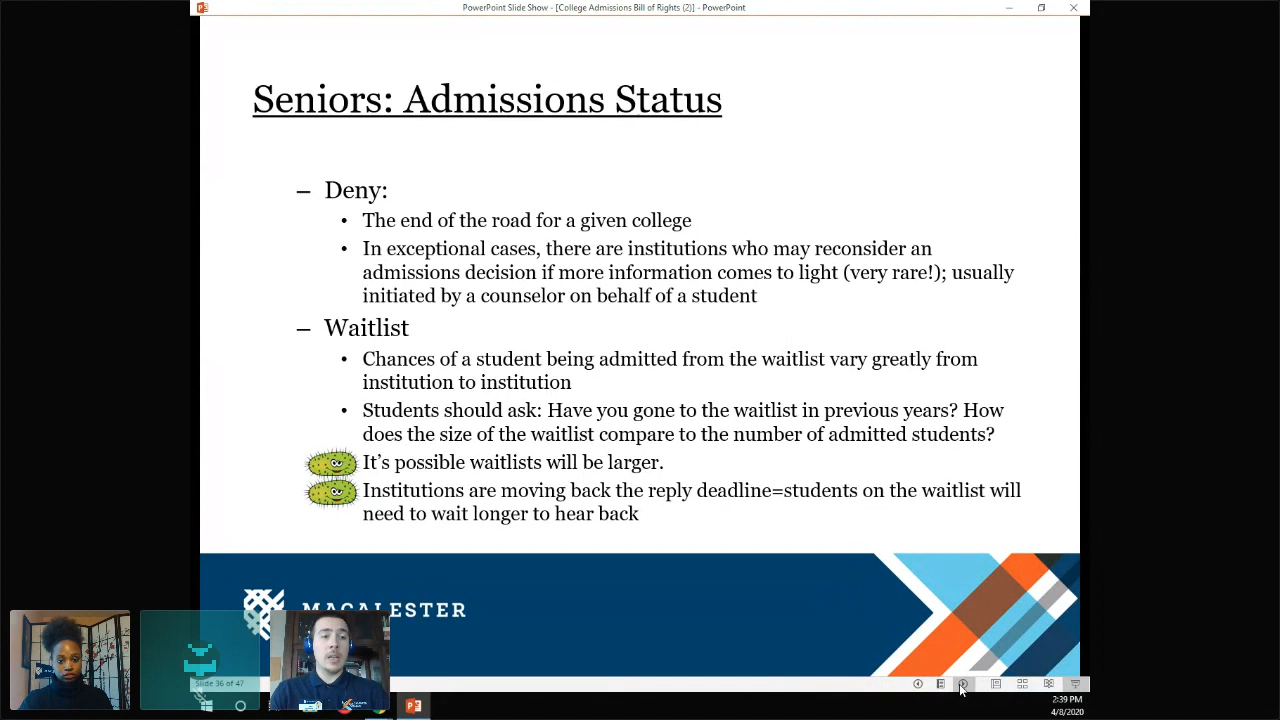 PowerPoint Slide Show - [College Admissions Bill of Rights (2)] - PowerPoint
Seniors: Admissions Status
– Deny:
• The end of the road for a given college
• In exceptional cases, there are institutions who may reconsider an
admissions decision if more information comes to light (very rare!); usually
initiated by a counselor on behalf of a student
– Waitlist
• Chances of a student being admitted from the waitlist vary greatly from
institution to institution
• Students should ask: Have you gone to the waitlist in previous years? How
does the size of the waitlist compare to the number of admitted students?
It's possible waitlists will be larger.
Institutions are moving back the reply deadline=students on the waitlist will
need to wait longer to hear back
MACALESTER
Slide 36 of 47
2:39 PM
4/8/2020